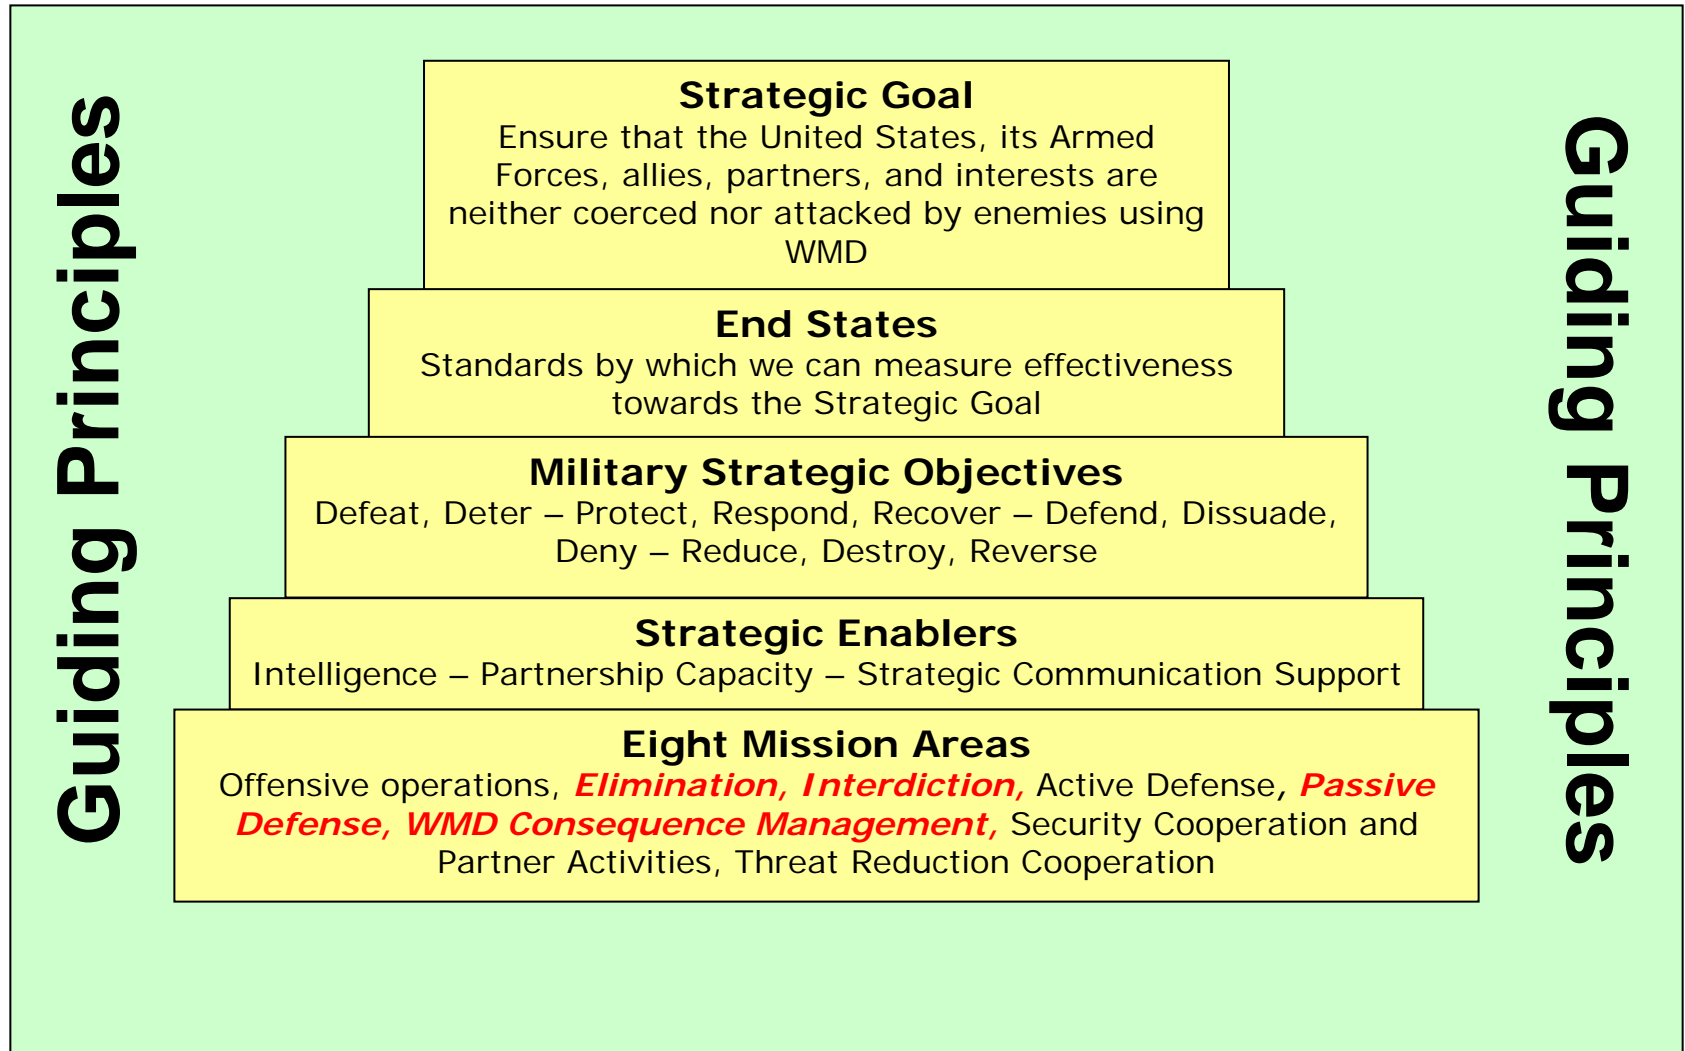 Guiding Principles
Strategic Goal
Ensure that the United States, its Armed
Forces, allies, partners, and interests are
neither coerced nor attacked by enemies using
WMD
End States
Standards by which we can measure effectiveness
towards the Strategic Goal
Military Strategic Objectives
Defeat, Deter – Protect, Respond, Recover – Defend, Dissuade,
Deny – Reduce, Destroy, Reverse
Strategic Enablers
Intelligence – Partnership Capacity – Strategic Communication Support
Eight Mission Areas
Offensive operations, Elimination, Interdiction, Active Defense, Passive
Defense, WMD Consequence Management, Security Cooperation and
Partner Activities, Threat Reduction Cooperation
Guiding Principles